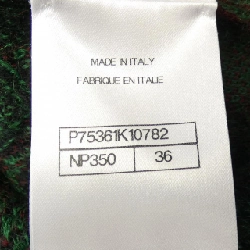 MADE IN ITALY
FABRIQUE EN ITALIE
P75361K10782
NP350 36